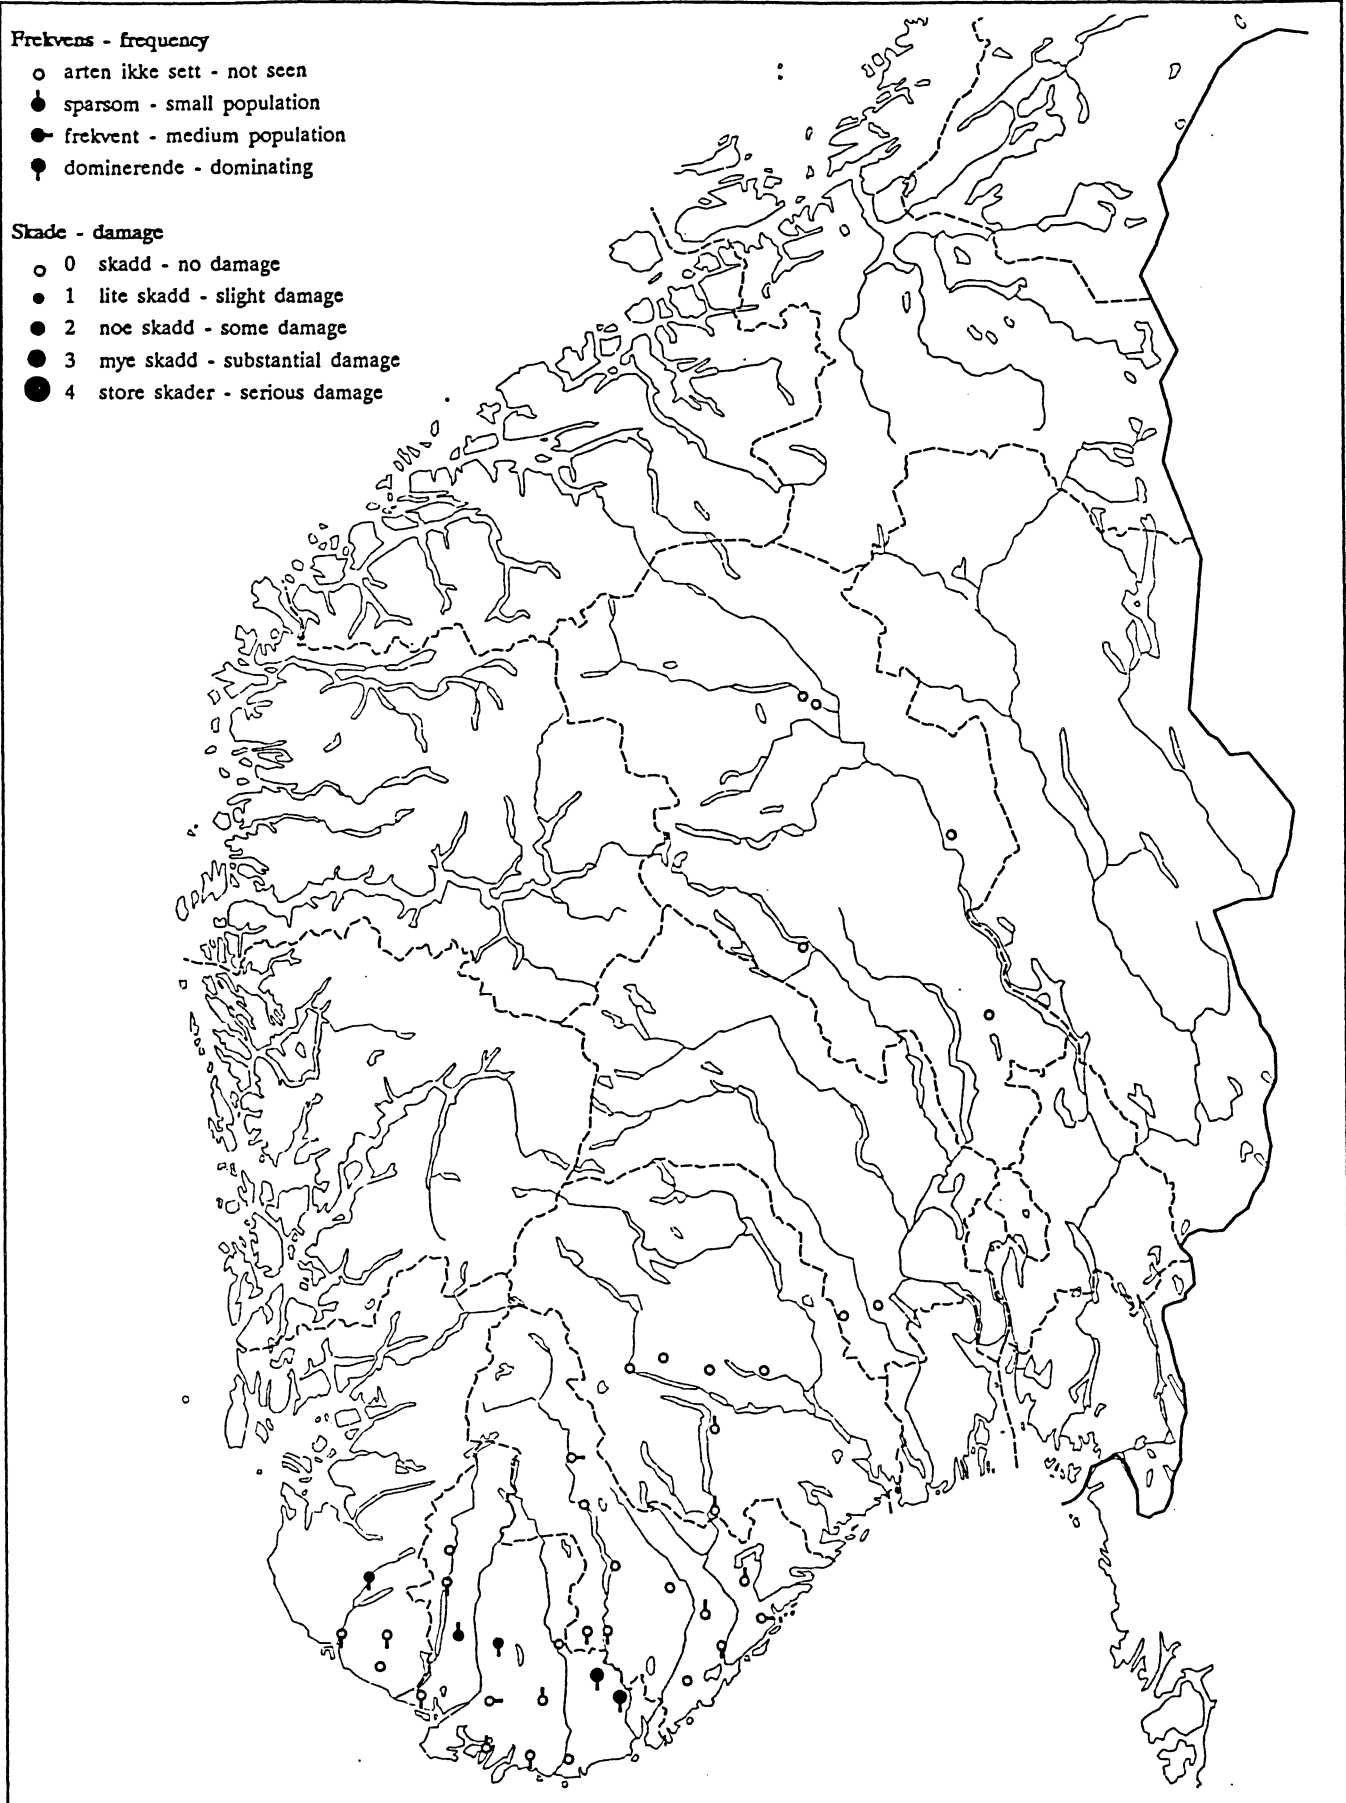 Frekvens - frequency
arten ikke sett - not seen
sparsom - small population
frekvent - medium population
dominerende - dominating
Skade - damage
0 skadd - no damage
1 lite skadd - slight damage
2 noe skadd - some damage
3 mye skadd - substantial damage
4 store skader - serious damage